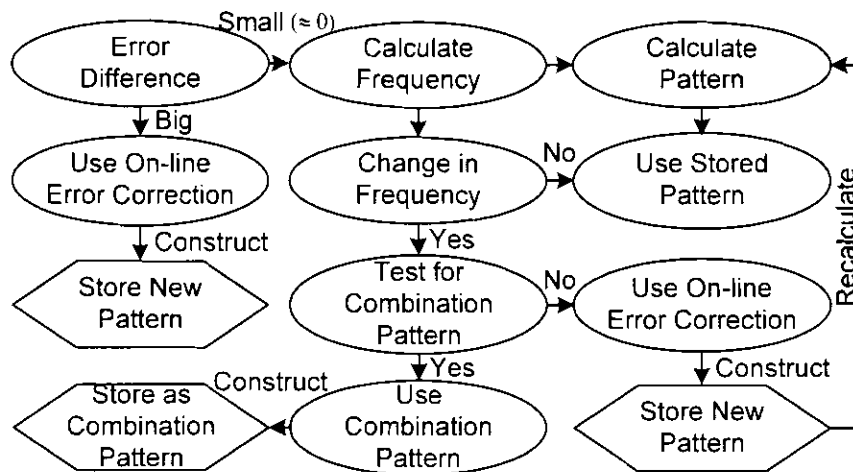 Small (≈ 0)
Error
Difference
Calculate
Frequency
Calculate
Pattern
Big
Use On-line
Error Correction
Change in
Frequency
No
Use Stored
Pattern
Construct
Yes
Recalculate
Store New
Pattern
Test for
Combination
Pattern
No
Use On-line
Error Correction
Construct
Yes
Construct
Store as
Combination
Pattern
Use
Combination
Pattern
Store New
Pattern